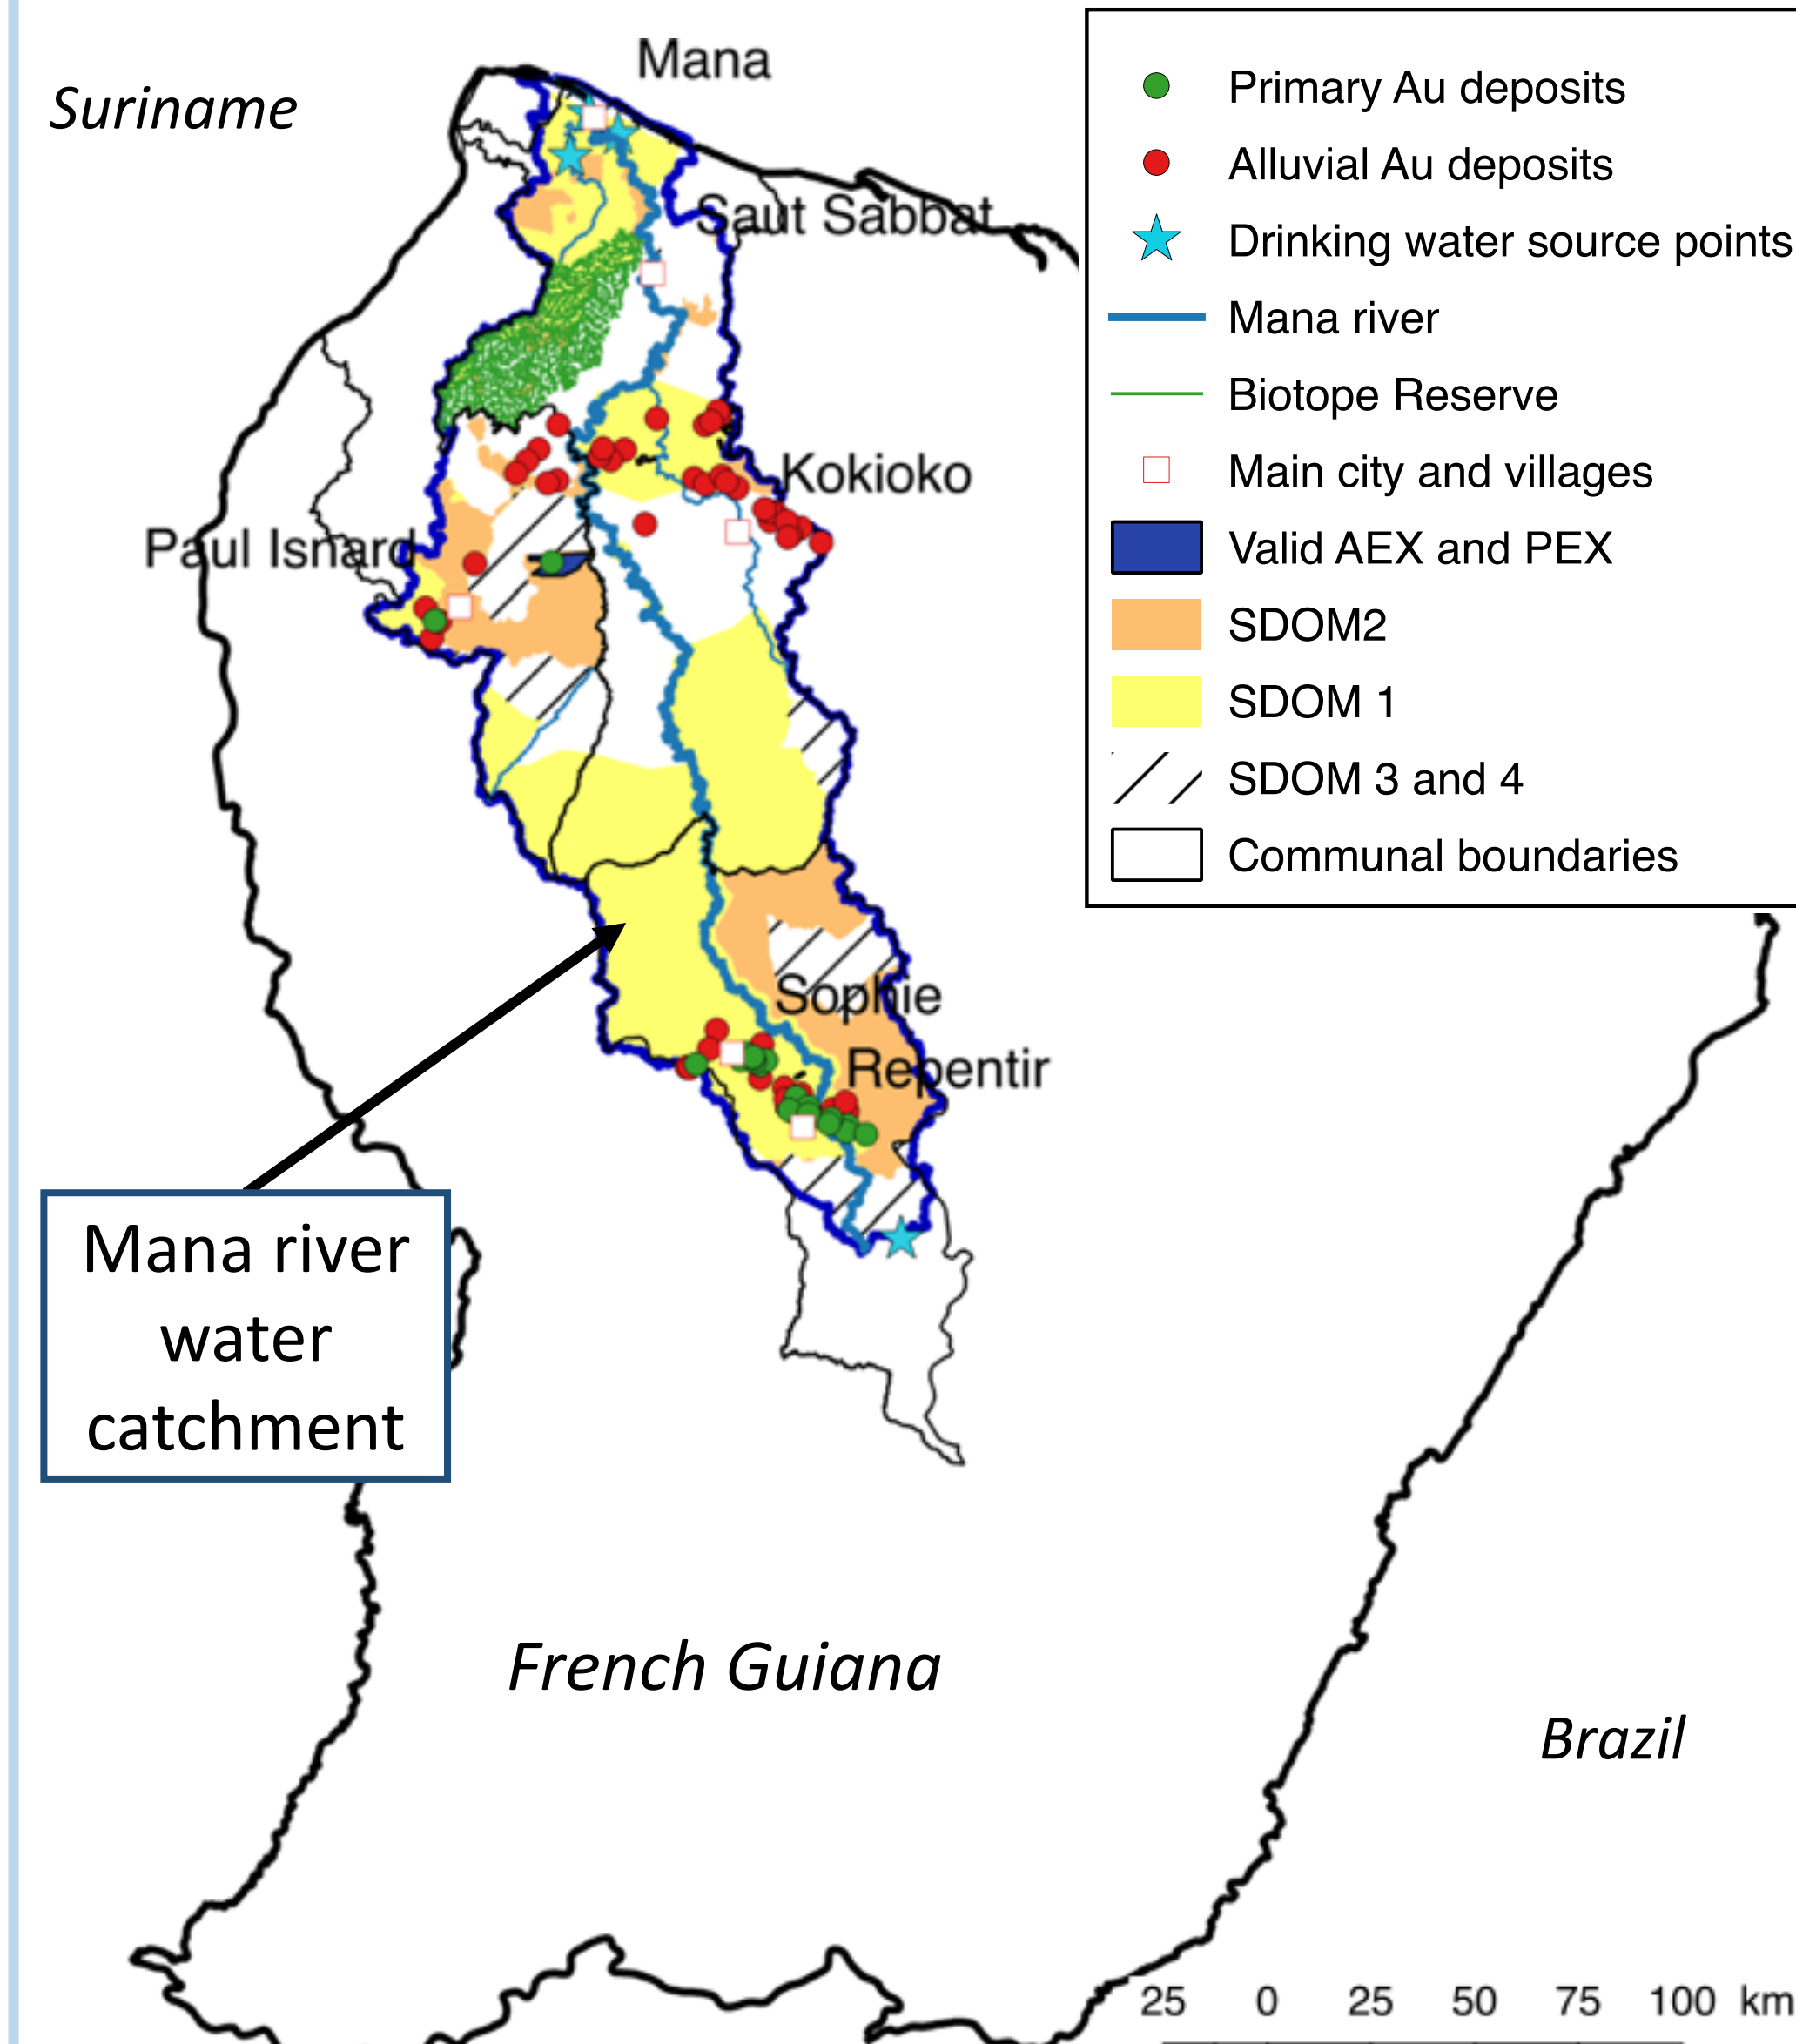 Mana
Suriname
Saut Sabbat
Kokioko
Paul Isnard
Sophie
Repentir
Mana river
water
catchment
French Guiana
Brazil
Primary Au deposits
Alluvial Au deposits
Drinking water source points
Mana river
Biotope Reserve
Main city and villages
Valid AEX and PEX
SDOM2
SDOM 1
SDOM 3 and 4
Communal boundaries
25 0 25 50 75 100 km